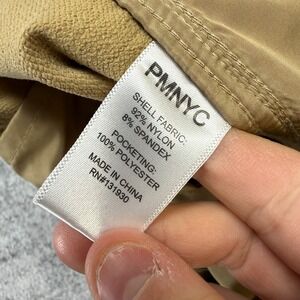 PMNYC
SHELL FABRIC:
92% NYLON
8% SPANDEX
POCKETING:
100% POLYESTER
MADE IN CHINA
RN#131930